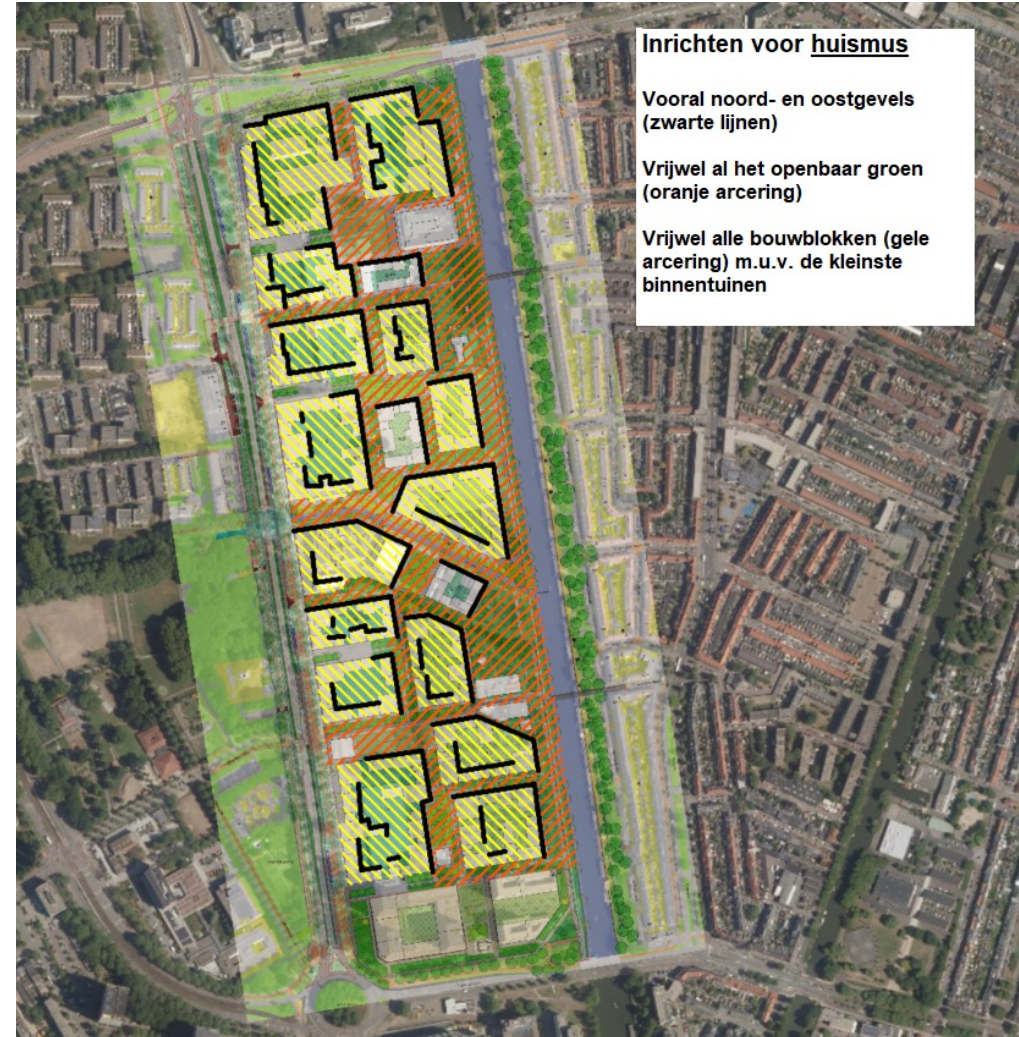 Inrichten voor huismus
Vooral noord- en oostgevels
(zwarte lijnen)
Vrijwel al het openbaar groen
(oranje arcering)
Vrijwel alle bouwblokken (gele
arcering) m.u.v. de kleinste
binnentuinen